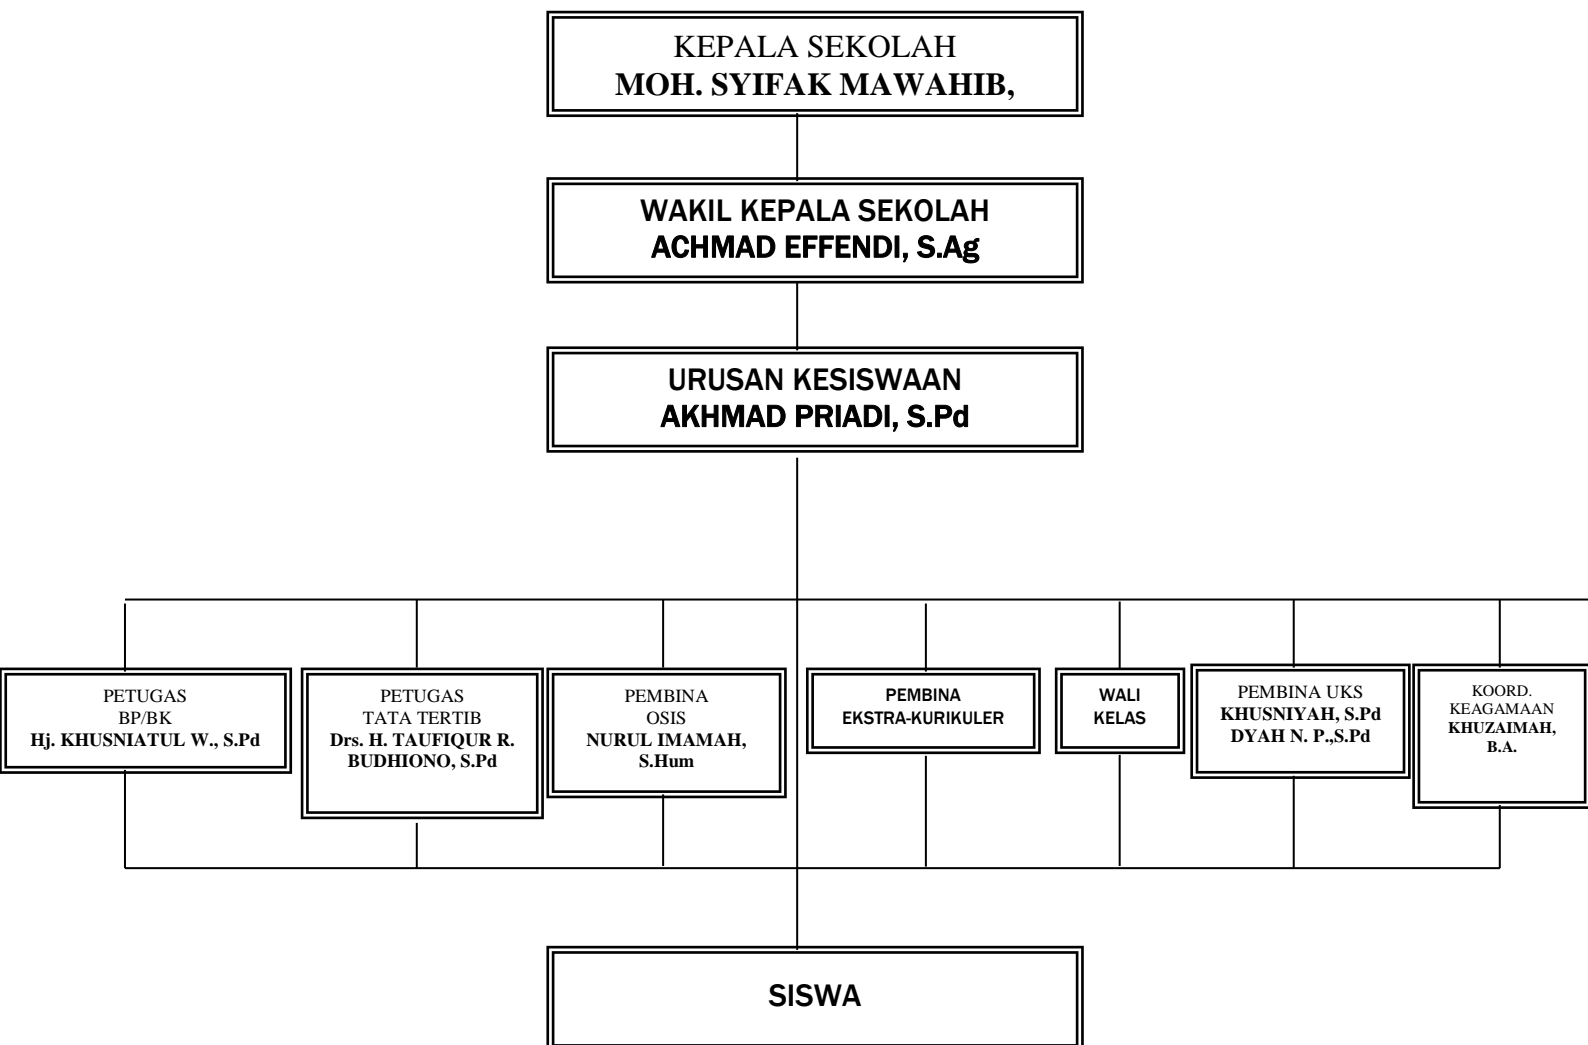 KEPALA SEKOLAH
MOH. SYIFAK MAWAHIB,
WAKIL KEPALA SEKOLAH
ACHMAD EFFENDI, S.Ag
URUSAN KESISWAAN
AKHMAD PRIADI, S.Pd
PETUGAS
BP/BK
Hj. KHUSNIATUL W., S.Pd
PETUGAS
TATA TERTIB
Drs. H. TAUFIQUR R.
BUDHIONO, S.Pd
PEMBINA
OSIS
NURUL IMAMAH,
S.Hum
PEMBINA
EKSTRA-KURIKULER
WALI
KELAS
PEMBINA UKS
KHUSNIYAH, S.Pd
DYAH N. P.,S.Pd
KOORD.
KEAGAMAAN
KHUZAIMAH,
B.A.
SISWA